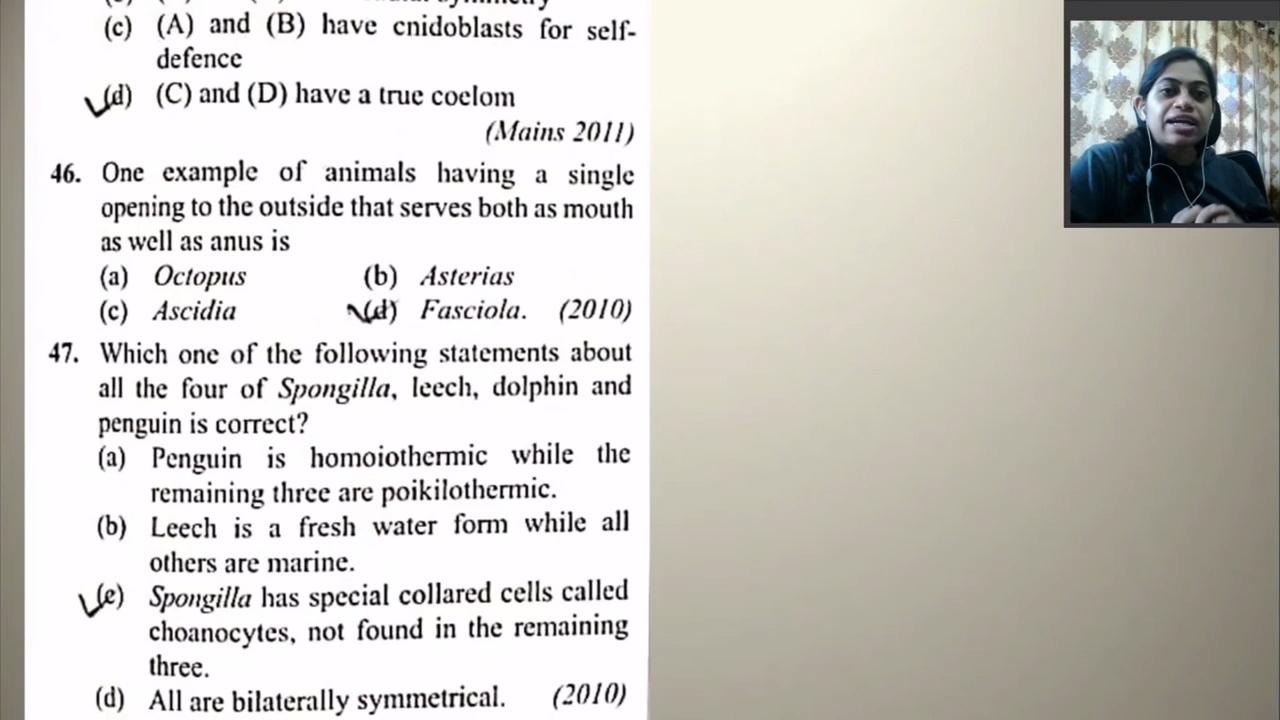 (c) (A) and (B) have cnidoblasts for self-
defence
(d) (C) and (D) have a true coelom
(Mains 2011)
46. One example of animals having a single
opening to the outside that serves both as mouth
as well as anus is
(a) Octopus (b) Asterias
(c) Ascidia (d) Fasciola. (2010)
47. Which one of the following statements about
all the four of Spongilla, leech, dolphin and
penguin is correct?
(a) Penguin is homoiothermic while the
remaining three are poikilothermic.
(b) Leech is a fresh water form while all
others are marine.
(c) Spongilla has special collared cells called
choanocytes, not found in the remaining
three.
(d) All are bilaterally symmetrical. (2010)